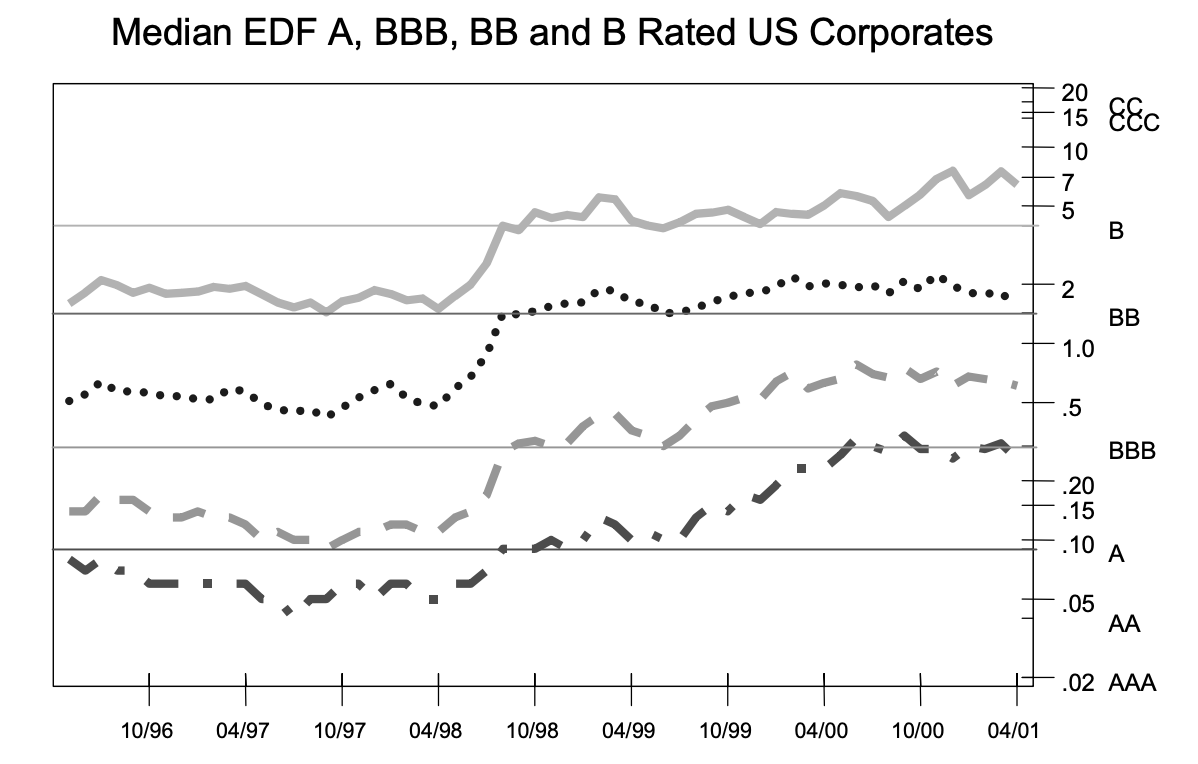 Median EDF A, BBB, BB and B Rated US Corporates
20
CC
15
CCC
10
7
5
B
2
BB
1.0
.5
BBB
.20
.15
.10
A
.05
AA
.02 AAA
10/96 04/97 10/97 04/98 10/98 04/99 10/99 04/00 10/00 04/01